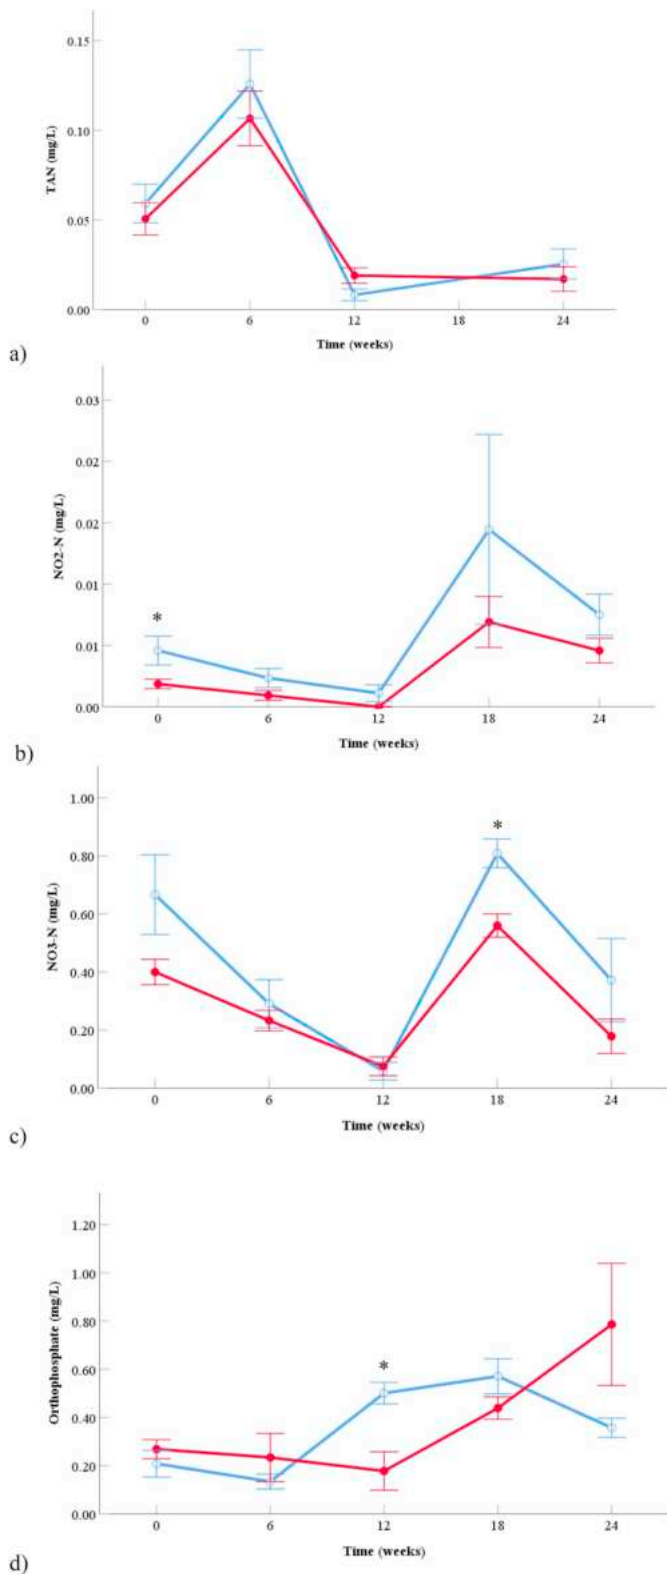 TAN (mg/L)
0.15
0.10
0.05
0.00
0 6 12 18 24
Time (weeks)
a)
NO2-N (mg/L)
0.03
0.02
0.02
0.01
*
0.01
0.00
0 6 12 18 24
Time (weeks)
b)
NO3-N (mg/L)
1.00
*
0.80
0.60
0.40
0.20
0.00
0 6 12 18 24
Time (weeks)
c)
Orthophosphate (mg/L)
1.20
1.00
0.80
0.60
*
0.40
0.20
0.00
0 6 12 18 24
Time (weeks)
d)